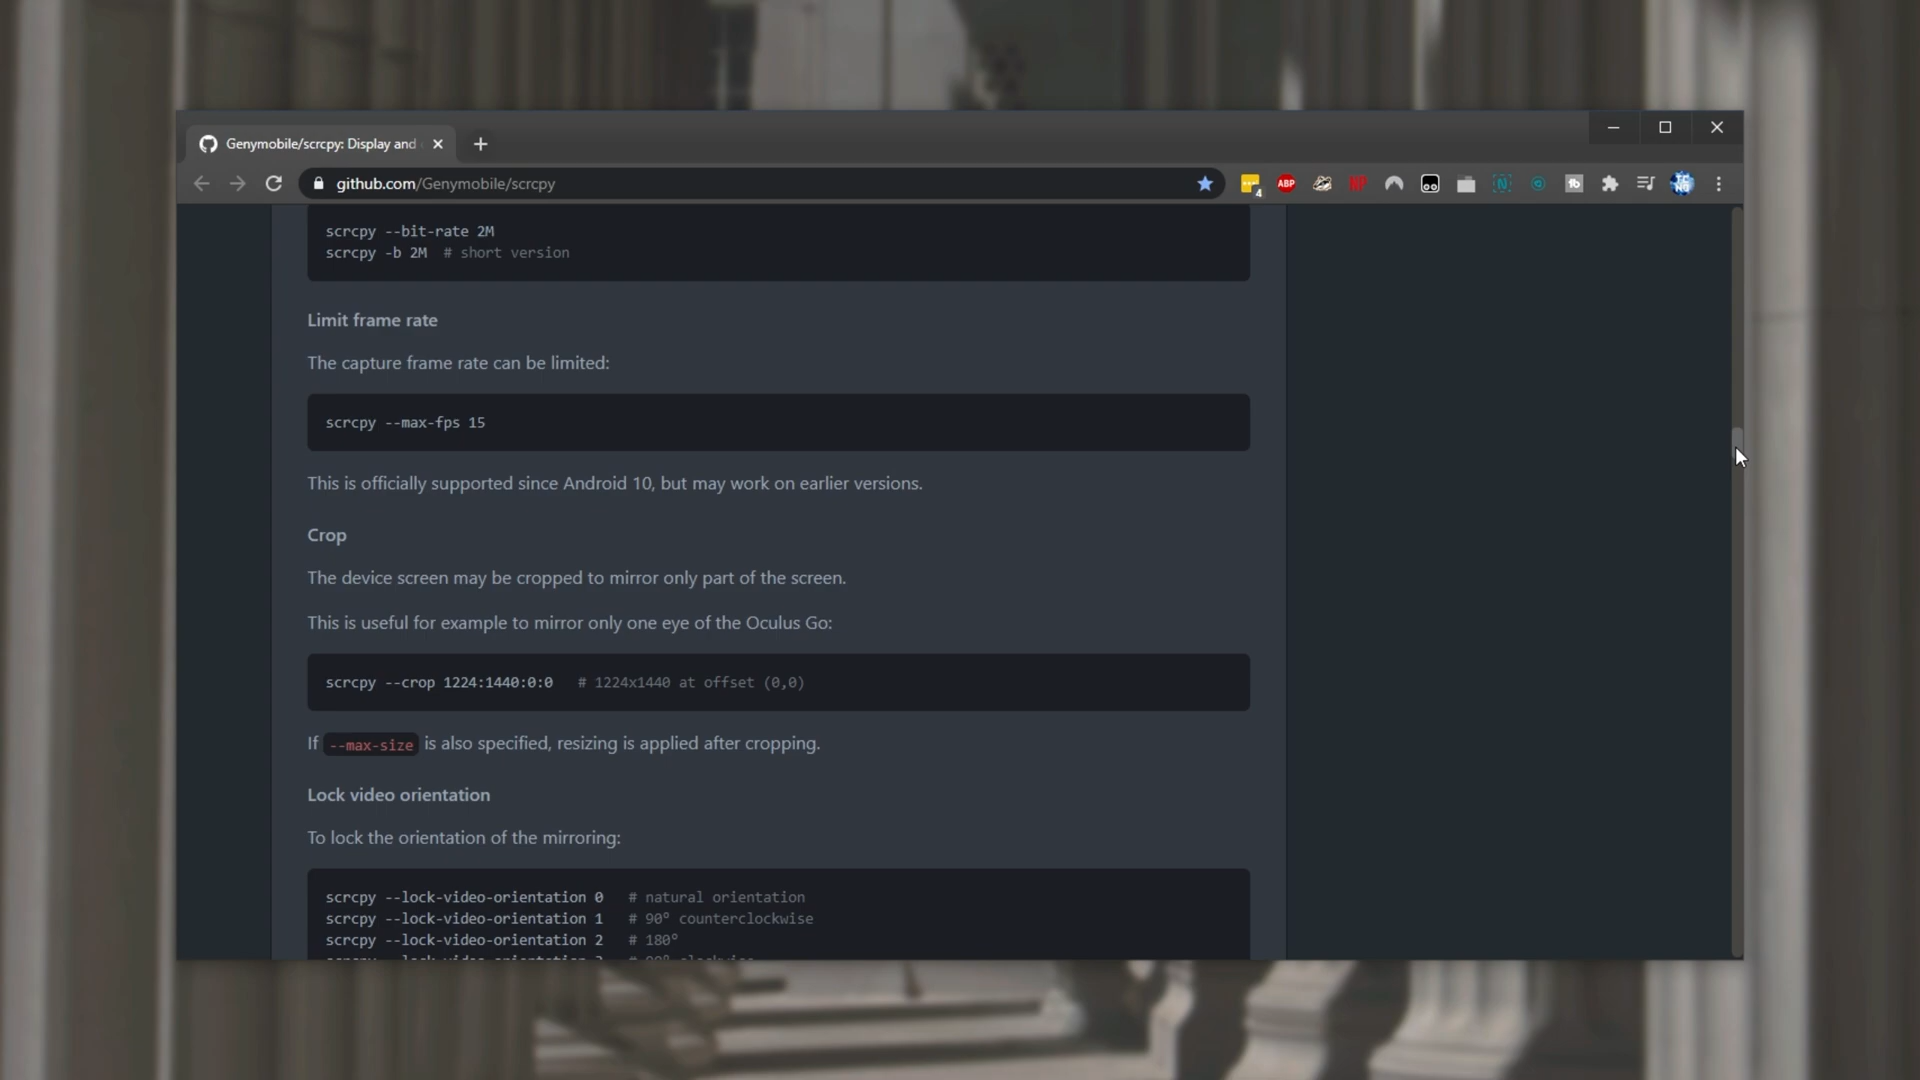 Genymobile/scrcpy: Display and
github.com/Genymobile/scrcpy
4
ABP
scrcpy --bit-rate 2M
scrcpy -b 2M  # short version
Limit frame rate
The capture frame rate can be limited:
scrcpy --max-fps 15
This is officially supported since Android 10, but may work on earlier versions.
Crop
The device screen may be cropped to mirror only part of the screen.
This is useful for example to mirror only one eye of the Oculus Go:
scrcpy --crop 1224:1440:0:0   # 1224x1440 at offset (0,0)
If --max-size is also specified, resizing is applied after cropping.
Lock video orientation
To lock the orientation of the mirroring:
scrcpy --lock-video-orientation 0   # natural orientation
scrcpy --lock-video-orientation 1   # 90° counterclockwise
scrcpy --lock-video-orientation 2   # 180°